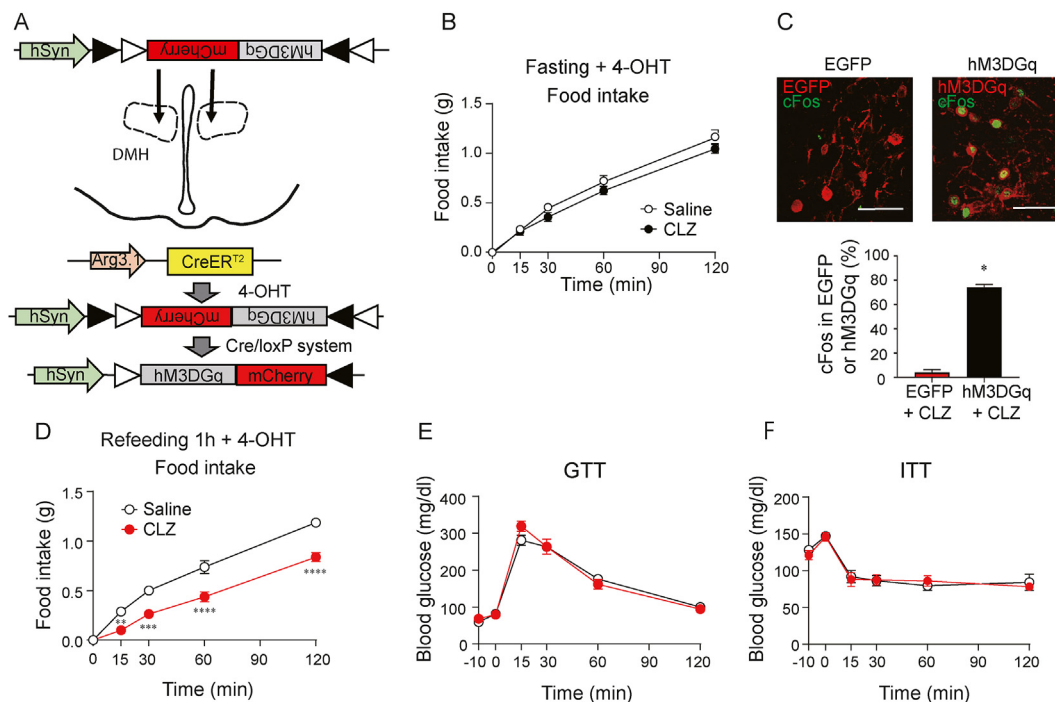 A
hSyn
mCherry
hM3DGq
DMH
Arg3.1
CreERT2
4-OHT
hSyn
mCherry
hM3DGq
Cre/loxP system
hSyn
hM3DGq
mCherry
B
Fasting + 4-OHT
Food intake
Food intake (g)
1.5
1.0
0.5
0.0
Saline
CLZ
0 15 30 60 120
Time (min)
C
EGFP
hM3DGq
EGFP
cFos
hM3DGq
cFos
cFos in EGFP
or hM3DGq (%)
100
80
60
40
20
0
*
EGFP
+ CLZ
hM3DGq
+ CLZ
D
Refeeding 1h + 4-OHT
Food intake
Food intake (g)
1.5
1.0
0.5
0.0
Saline
CLZ
**
***
****
****
0 15 30 60 120
Time (min)
E
GTT
Blood glucose (mg/dl)
400
300
200
100
0
-10 0 15 30 60 120
Time (min)
F
ITT
Blood glucose (mg/dl)
200
150
100
50
0
-10 0 15 30 60 120
Time (min)